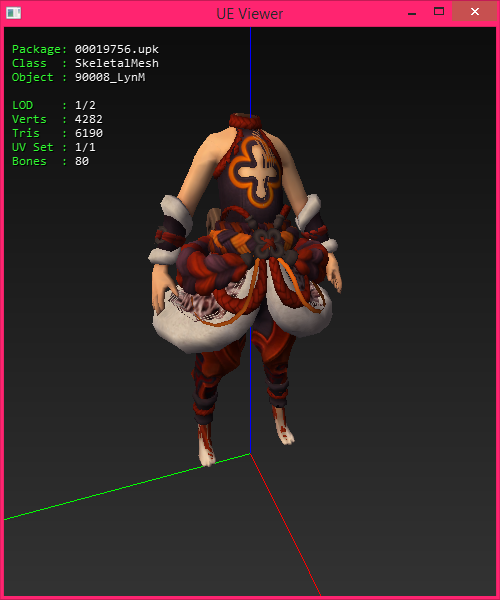 UE Viewer
Package: 00019756.upk
Class  : SkeletalMesh
Object : 90008_LynM
LOD    : 1/2
Verts  : 4282
Tris   : 6190
UV Set : 1/1
Bones  : 80